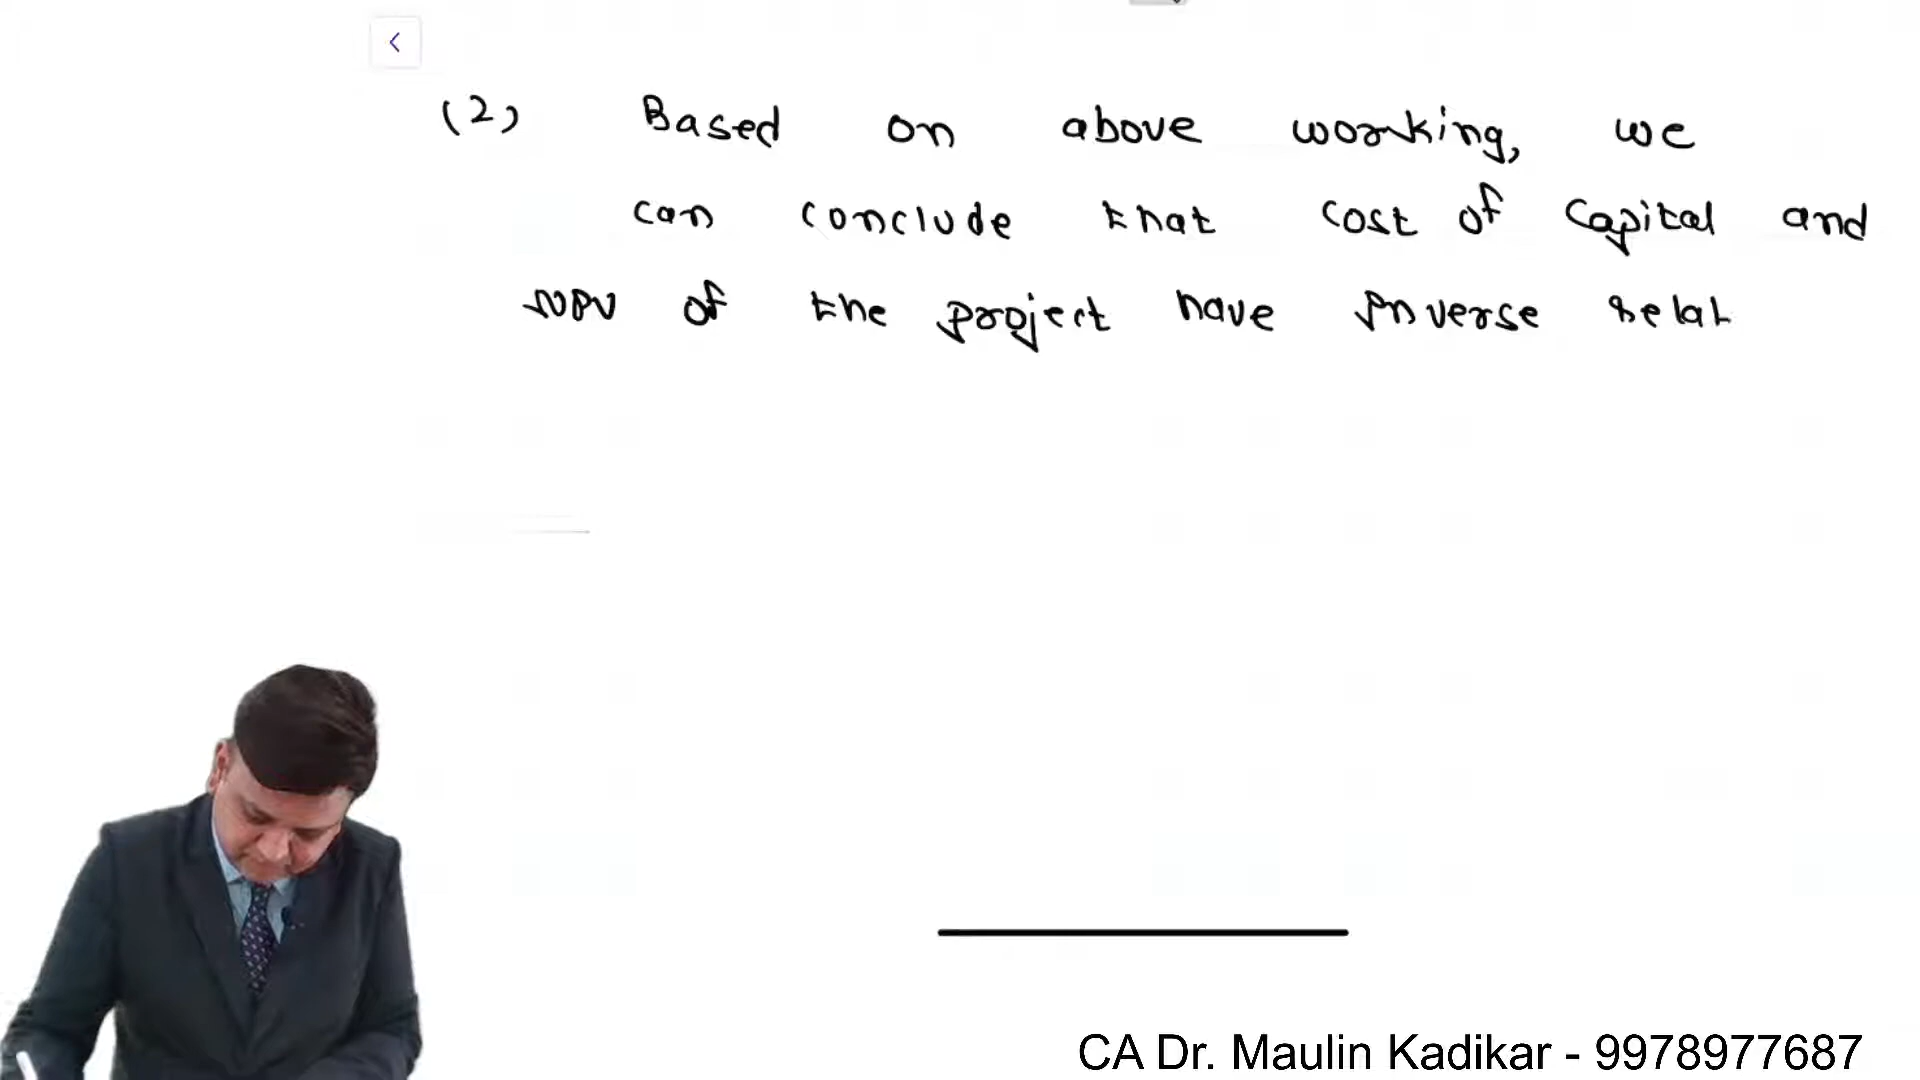 (2) Based on above working, we
can conclude that cost of Capital and
NPV of the project have Inverse relat
CA Dr. Maulin Kadikar - 9978977687